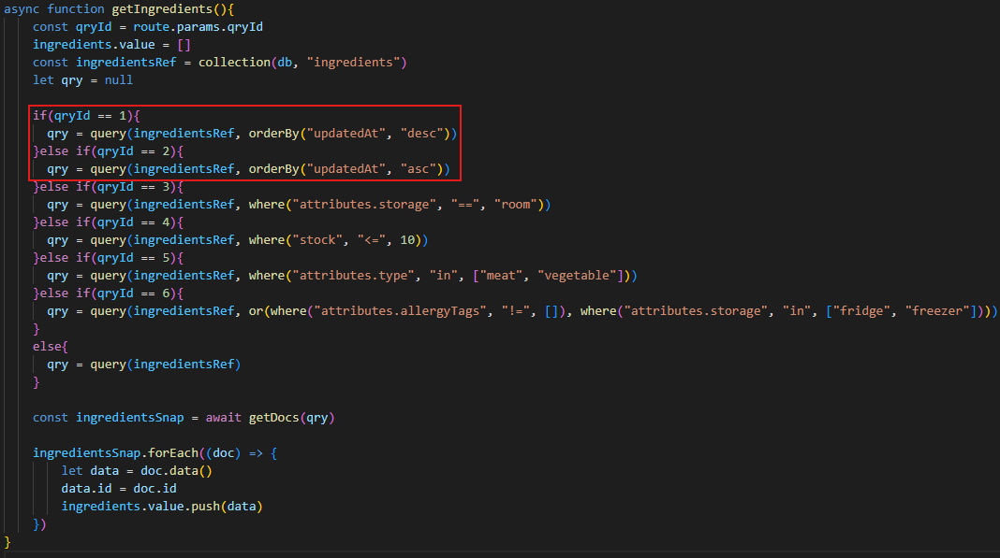 async function getIngredients(){
const qryId = route.params.qryId
ingredients.value = []
const ingredientsRef = collection(db, "ingredients")
let qry = null
if(qryId == 1){
qry = query(ingredientsRef, orderBy("updatedAt", "desc"))
}else if(qryId == 2){
qry = query(ingredientsRef, orderBy("updatedAt", "asc"))
}else if(qryId == 3){
qry = query(ingredientsRef, where("attributes.storage", "==", "room"))
}else if(qryId == 4){
qry = query(ingredientsRef, where("stock", "<=", 10))
}else if(qryId == 5){
qry = query(ingredientsRef, where("attributes.type", "in", ["meat", "vegetable"]))
}else if(qryId == 6){
qry = query(ingredientsRef, or(where("attributes.allergyTags", "!=", []), where("attributes.storage", "in", ["fridge", "freezer"])))
}
else{
qry = query(ingredientsRef)
}
const ingredientsSnap = await getDocs(qry)
ingredientsSnap.forEach((doc) => {
let data = doc.data()
data.id = doc.id
ingredients.value.push(data)
})
}